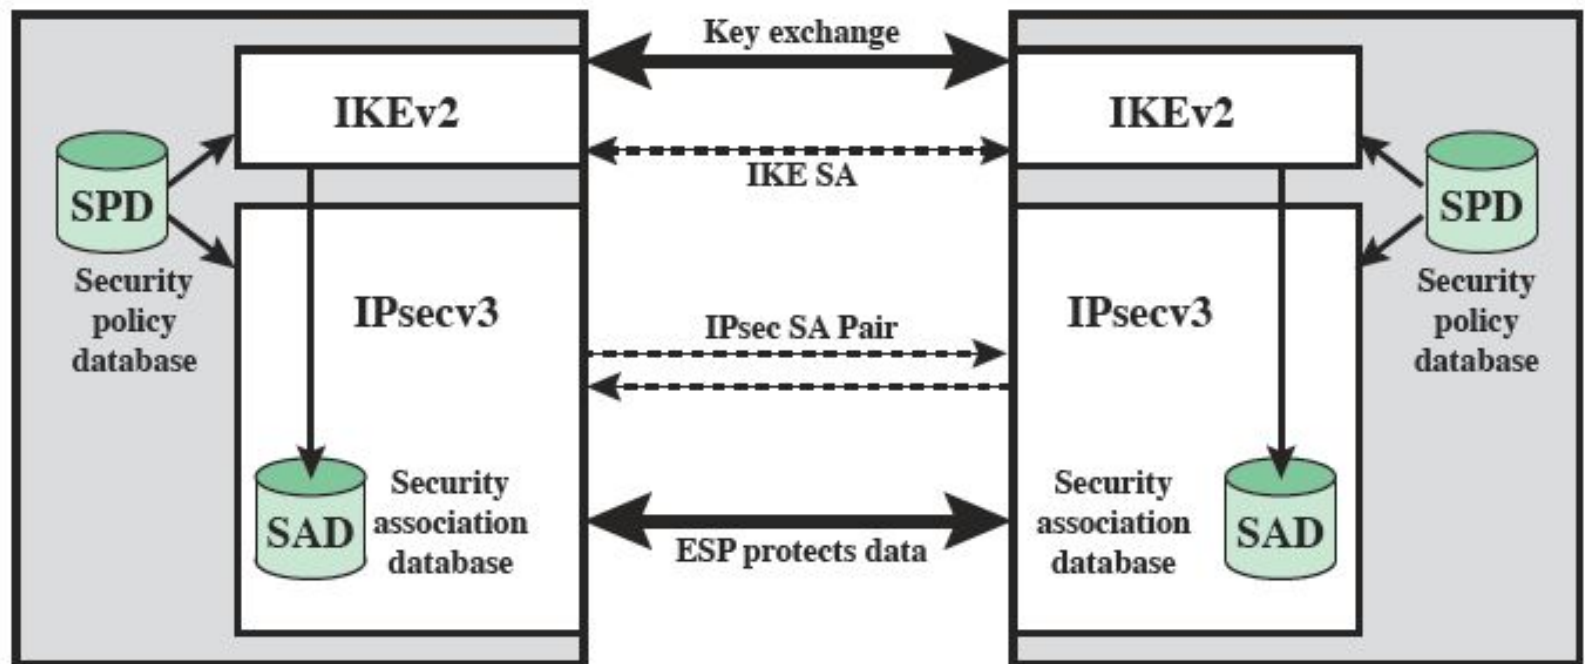 Key exchange
IKEv2
IKEv2
IKE SA
SPD
SPD
Security
policy
database
Security
policy
database
IPsecv3
IPsecv3
IPsec SA Pair
SAD
Security
association
database
Security
association
database
SAD
ESP protects data